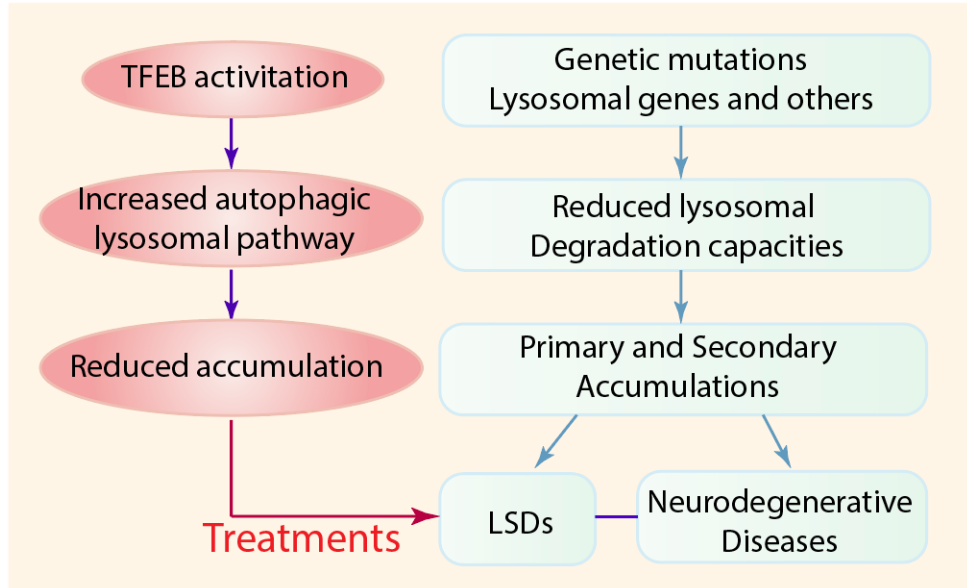 TFEB activitation
Increased autophagic
lysosomal pathway
Reduced accumulation
Treatments
Genetic mutations
Lysosomal genes and others
Reduced lysosomal
Degradation capacities
Primary and Secondary
Accumulations
LSDs
Neurodegenerative
Diseases